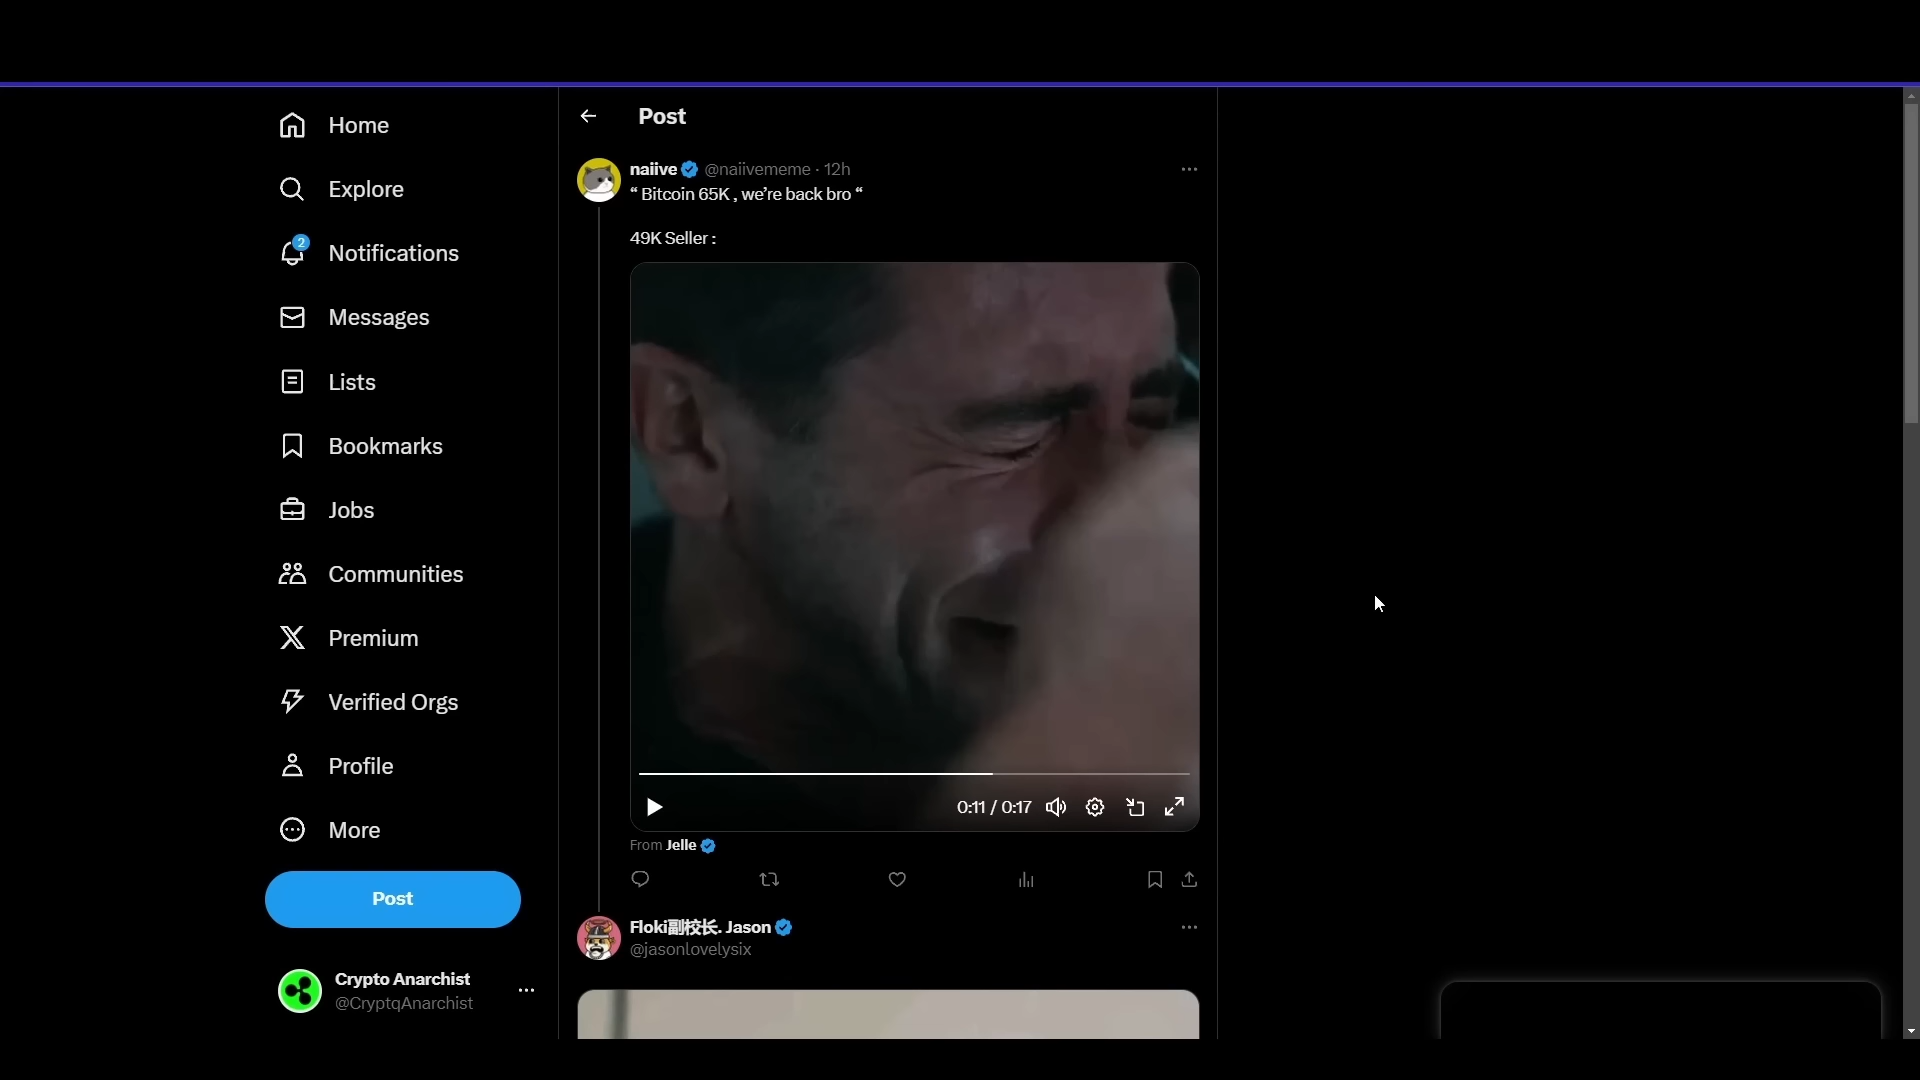 Home
Explore
2
Notifications
Messages
Lists
Bookmarks
Jobs
Communities
Premium
Verified Orgs
Profile
More
Post
Crypto Anarchist
@CryptqAnarchist
Post
naiive @naiivememe · 12h
“ Bitcoin 65K , we’re back bro “
49K Seller :
0:11 / 0:17
From Jelle
Floki副校长. Jason
@jasonlovelysix